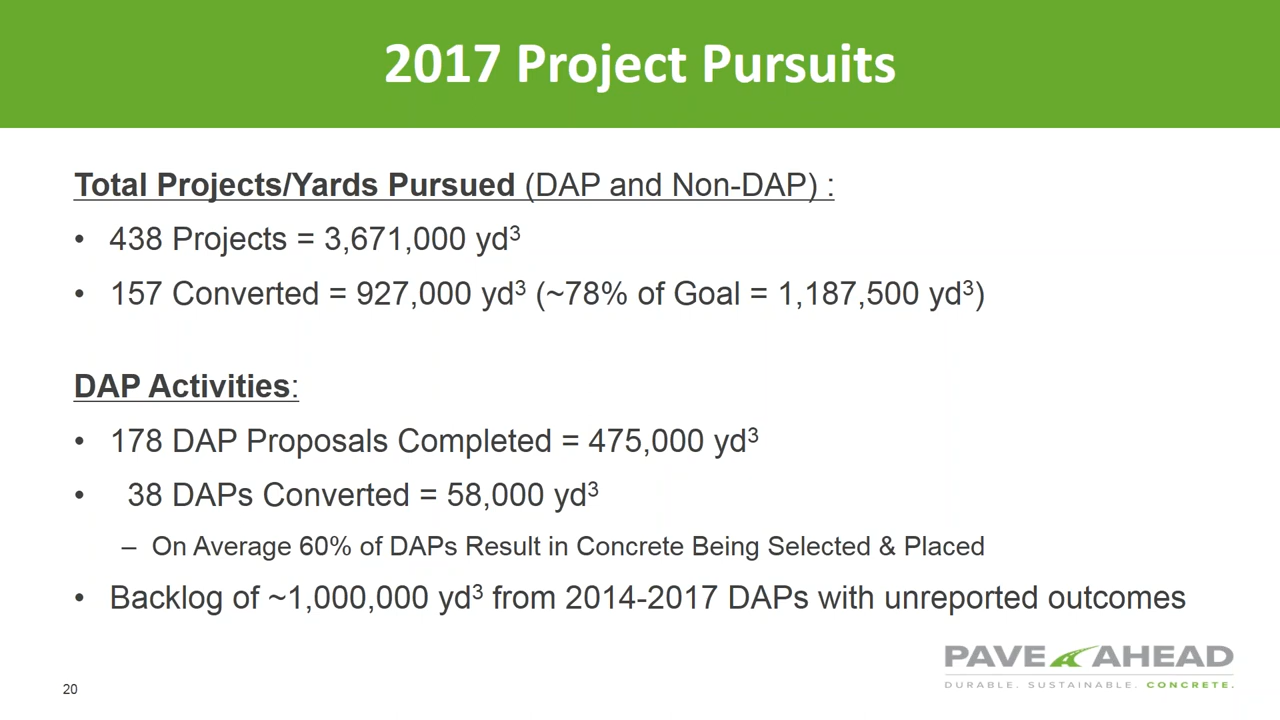 2017 Project Pursuits
Total Projects/Yards Pursued (DAP and Non-DAP) :
• 438 Projects = 3,671,000 yd³
• 157 Converted = 927,000 yd³ (~78% of Goal = 1,187,500 yd³)
DAP Activities:
• 178 DAP Proposals Completed = 475,000 yd³
• 38 DAPs Converted = 58,000 yd³
– On Average 60% of DAPs Result in Concrete Being Selected & Placed
• Backlog of ~1,000,000 yd³ from 2014-2017 DAPs with unreported outcomes
PAVE AHEAD
DURABLE. SUSTAINABLE. CONCRETE.
20